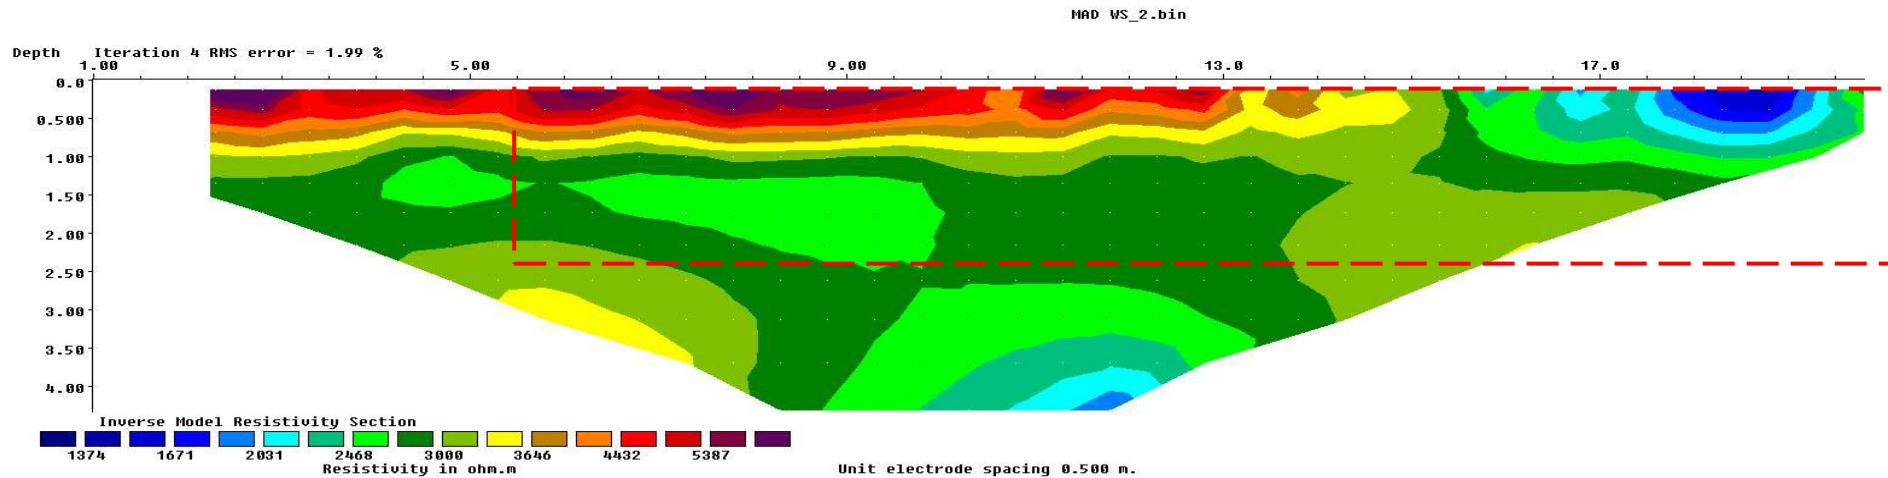 MAD WS_2.bin
Depth Iteration 4 RMS error = 1.99 %
1.00 5.00 9.00 13.0 17.0
0.0
0.500
1.00
1.50
2.00
2.50
3.00
3.50
4.00
Inverse Model Resistivity Section
1374 1671 2031 2468 3000 3646 4432 5387
Resistivity in ohm.m Unit electrode spacing 0.500 m.